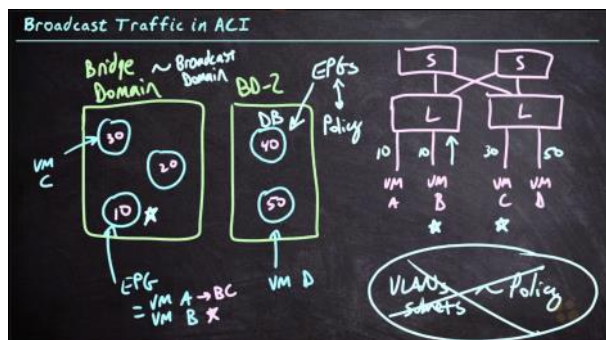 Broadcast Traffic in ACI
Bridge Domain ~ Broadcast Domain
BD-2
EPGs
Policy
30
20
10
VM C
EPG
= VM A → BC
VM B
DB
40
50
VM D
S S
L L
10 10 30 50
VM A
VM B
VM C
VM D
VLANs
subnets
~ Policy